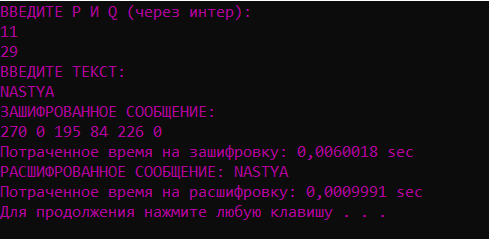 ВВЕДИТЕ P И Q (через интер):
11
29
ВВЕДИТЕ ТЕКСТ:
NASTYA
ЗАШИФРОВАННОЕ СООБЩЕНИЕ:
270 0 195 84 226 0
Потраченное время на зашифровку: 0,0060018 sec
РАСШИФРОВАННОЕ СООБЩЕНИЕ: NASTYA
Потраченное время на расшифровку: 0,0009991 sec
Для продолжения нажмите любую клавишу . . .